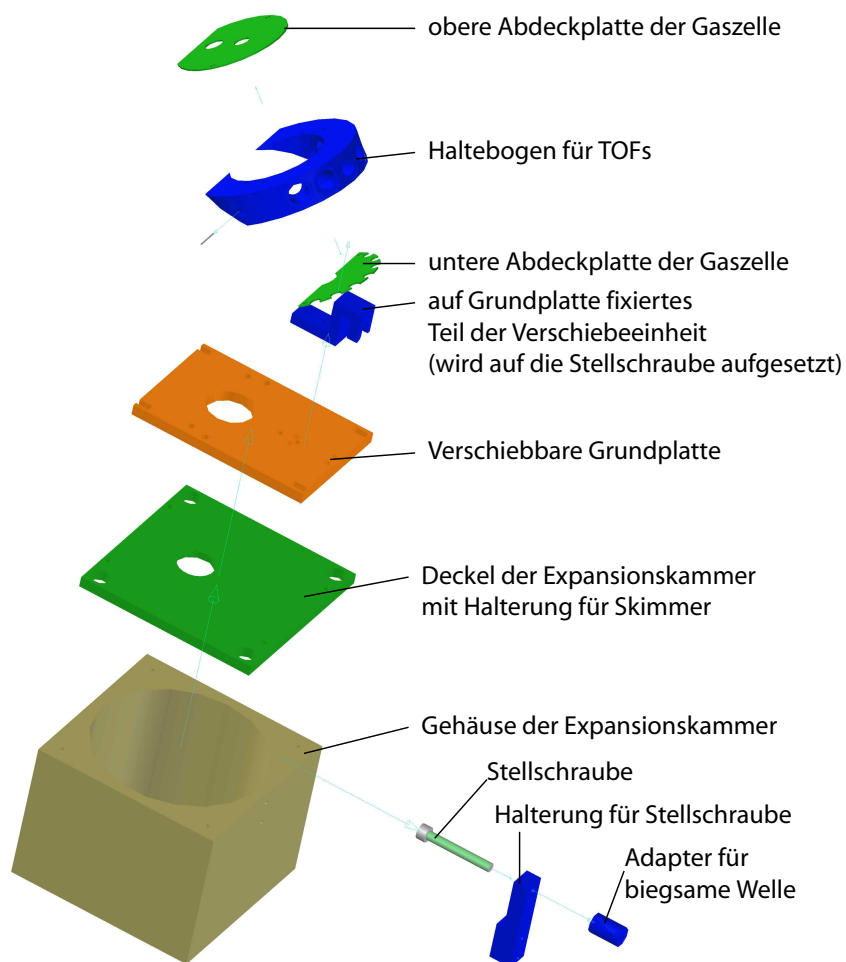 obere Abdeckplatte der Gaszelle
Haltebogen für TOFs
untere Abdeckplatte der Gaszelle
auf Grundplatte fixiertes
Teil der Verschiebeeinheit
(wird auf die Stellschraube aufgesetzt)
Verschiebbare Grundplatte
Deckel der Expansionskammer
mit Halterung für Skimmer
Gehäuse der Expansionskammer
Stellschraube
Halterung für Stellschraube
Adapter für
biegsame Welle